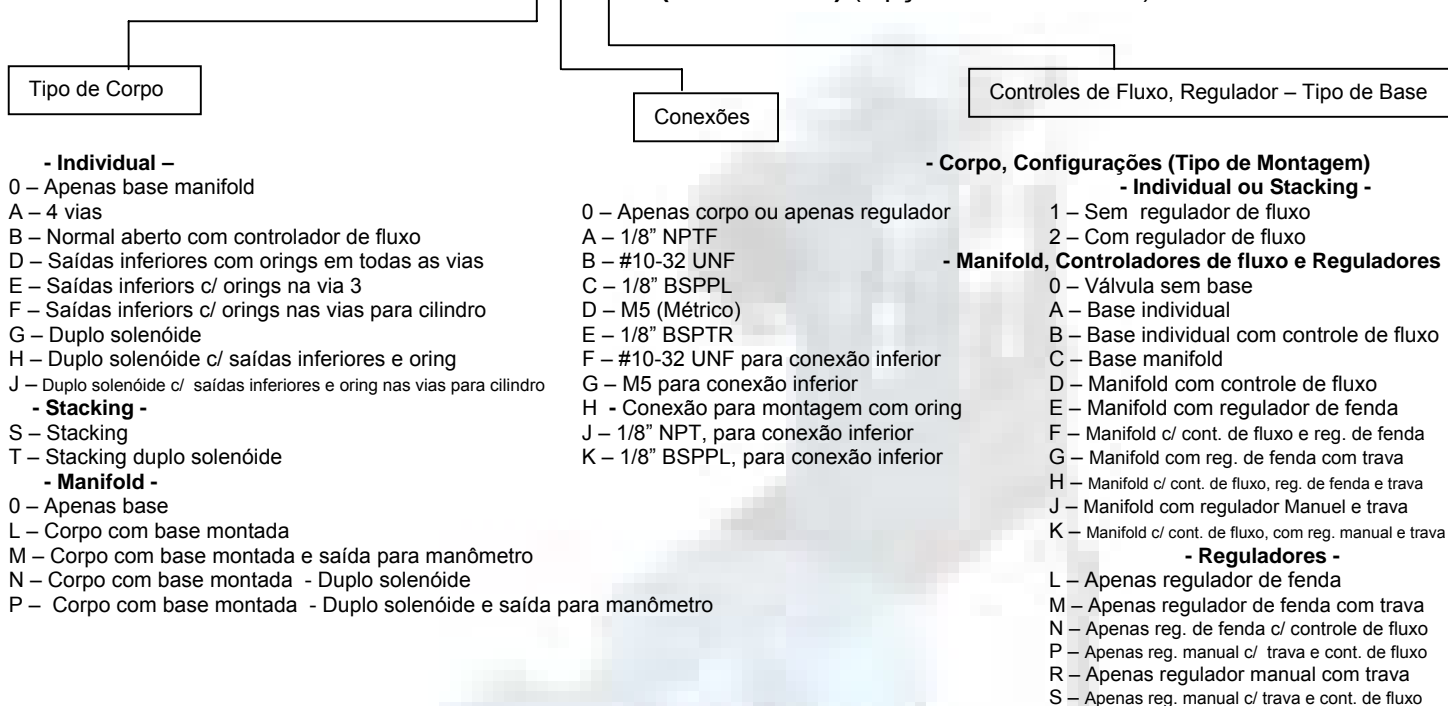 Tipo de Corpo
Conexões
Controles de Fluxo, Regulador – Tipo de Base
- Individual –
0 – Apenas base manifold
A – 4 vias
B – Normal aberto com controlador de fluxo
D – Saídas inferiores com orings em todas as vias
E – Saídas inferiors c/ orings na via 3
F – Saídas inferiores c/ orings nas vias para cilindro
G – Duplo solenóide
H – Duplo solenóide c/ saídas inferiores e oring
J – Duplo solenóide c/ saídas inferiores e oring nas vias para cilindro
- Stacking -
S – Stacking
T – Stacking duplo solenóide
- Manifold -
0 – Apenas base
L – Corpo com base montada
M – Corpo com base montada e saída para manômetro
N – Corpo com base montada - Duplo solenóide
P – Corpo com base montada - Duplo solenóide e saída para manômetro
0 – Apenas corpo ou apenas regulador
A – 1/8” NPTF
B – #10-32 UNF
C – 1/8” BSPPL
D – M5 (Métrico)
E – 1/8” BSPTR
F – #10-32 UNF para conexão inferior
G – M5 para conexão inferior
H - Conexão para montagem com oring
J – 1/8” NPT, para conexão inferior
K – 1/8” BSPPL, para conexão inferior
- Corpo, Configurações (Tipo de Montagem)
- Individual ou Stacking -
1 – Sem regulador de fluxo
2 – Com regulador de fluxo
- Manifold, Controladores de fluxo e Reguladores
0 – Válvula sem base
A – Base individual
B – Base individual com controle de fluxo
C – Base manifold
D – Manifold com controle de fluxo
E – Manifold com regulador de fenda
F – Manifold c/ cont. de fluxo e reg. de fenda
G – Manifold com reg. de fenda com trava
H – Manifold c/ cont. de fluxo, reg. de fenda e trava
J – Manifold com regulador Manuel e trava
K – Manifold c/ cont. de fluxo, com reg. manual e trava
- Reguladores -
L – Apenas regulador de fenda
M – Apenas regulador de fenda com trava
N – Apenas reg. de fenda c/ controle de fluxo
P – Apenas reg. manual c/ trava e cont. de fluxo
R – Apenas regulador manual com trava
S – Apenas reg. manual c/ trava e cont. de fluxo